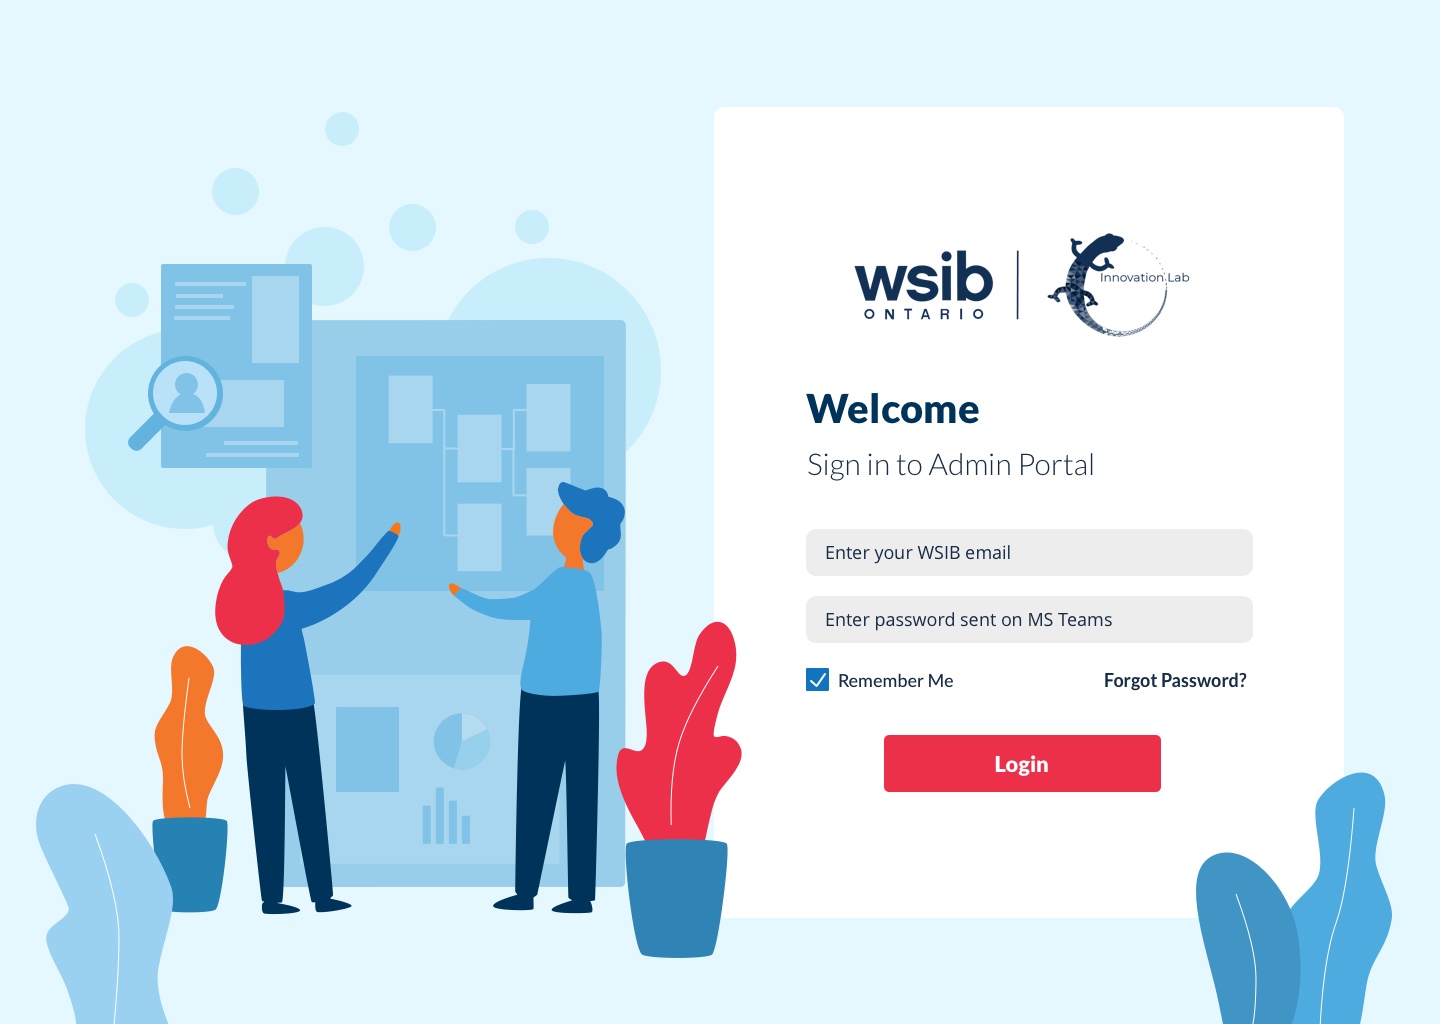 wsib
ONTARIO
Innovation Lab
Welcome
Sign in to Admin Portal
Enter your WSIB email
Enter password sent on MS Teams
Remember Me
Forgot Password?
Login